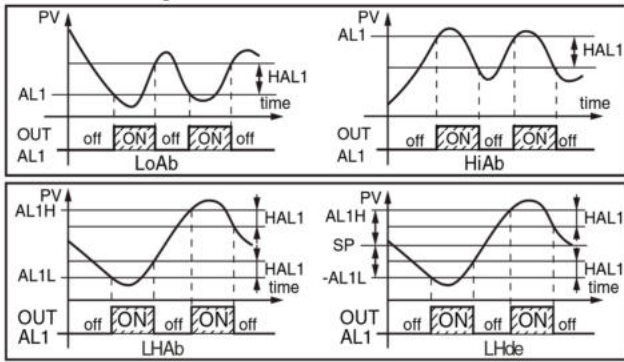 PV
AL1
HAL1
AL1
time
OUT
AL1
off ON off ON off
LoAb
PV
AL1
HAL1
time
OUT
AL1
off ON off ON off
HiAb
PV
AL1H
HAL1
AL1L
HAL1
time
OUT
AL1
off ON off ON off
LHAb
PV
AL1H
HAL1
SP
-AL1L
HAL1
time
OUT
AL1
off ON off ON off
LHde